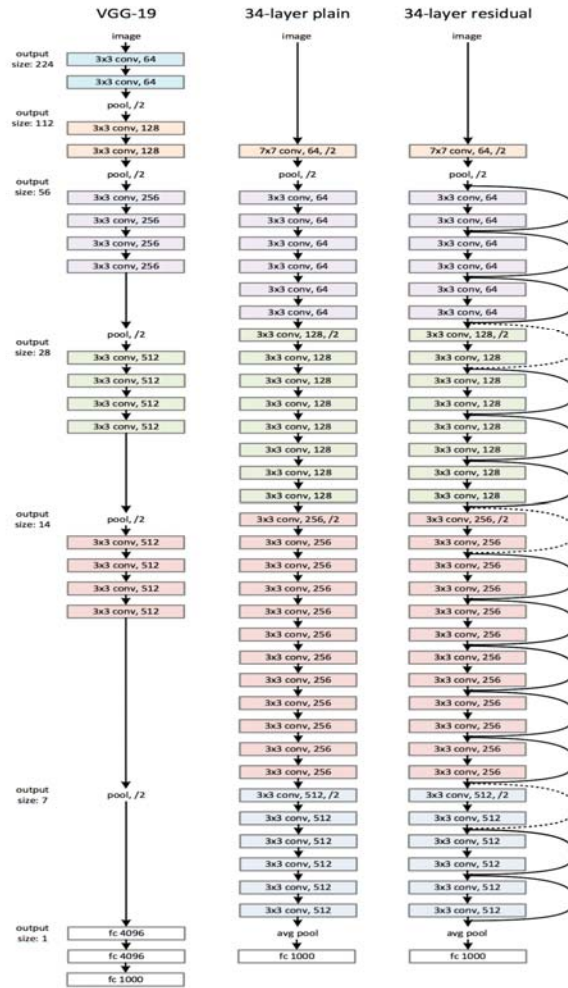 VGG-19
34-layer plain
34-layer residual
output
size: 224
image
3x3 conv, 64
3x3 conv, 64
output
size: 112
pool, /2
3x3 conv, 128
3x3 conv, 128
output
size: 56
pool, /2
3x3 conv, 256
3x3 conv, 256
3x3 conv, 256
3x3 conv, 256
output
size: 28
pool, /2
3x3 conv, 512
3x3 conv, 512
3x3 conv, 512
3x3 conv, 512
output
size: 14
pool, /2
3x3 conv, 512
3x3 conv, 512
3x3 conv, 512
3x3 conv, 512
output
size: 7
pool, /2
output
size: 1
fc 4096
fc 4096
fc 1000
image
7x7 conv, 64, /2
pool, /2
3x3 conv, 64
3x3 conv, 64
3x3 conv, 64
3x3 conv, 64
3x3 conv, 64
3x3 conv, 64
3x3 conv, 128, /2
3x3 conv, 128
3x3 conv, 128
3x3 conv, 128
3x3 conv, 128
3x3 conv, 128
3x3 conv, 128
3x3 conv, 128
3x3 conv, 256, /2
3x3 conv, 256
3x3 conv, 256
3x3 conv, 256
3x3 conv, 256
3x3 conv, 256
3x3 conv, 256
3x3 conv, 256
3x3 conv, 256
3x3 conv, 256
3x3 conv, 256
3x3 conv, 256
3x3 conv, 512, /2
3x3 conv, 512
3x3 conv, 512
3x3 conv, 512
3x3 conv, 512
3x3 conv, 512
avg pool
fc 1000
image
7x7 conv, 64, /2
pool, /2
3x3 conv, 64
3x3 conv, 64
3x3 conv, 64
3x3 conv, 64
3x3 conv, 64
3x3 conv, 64
3x3 conv, 128, /2
3x3 conv, 128
3x3 conv, 128
3x3 conv, 128
3x3 conv, 128
3x3 conv, 128
3x3 conv, 128
3x3 conv, 128
3x3 conv, 256, /2
3x3 conv, 256
3x3 conv, 256
3x3 conv, 256
3x3 conv, 256
3x3 conv, 256
3x3 conv, 256
3x3 conv, 256
3x3 conv, 256
3x3 conv, 256
3x3 conv, 256
3x3 conv, 256
3x3 conv, 512, /2
3x3 conv, 512
3x3 conv, 512
3x3 conv, 512
3x3 conv, 512
3x3 conv, 512
avg pool
fc 1000